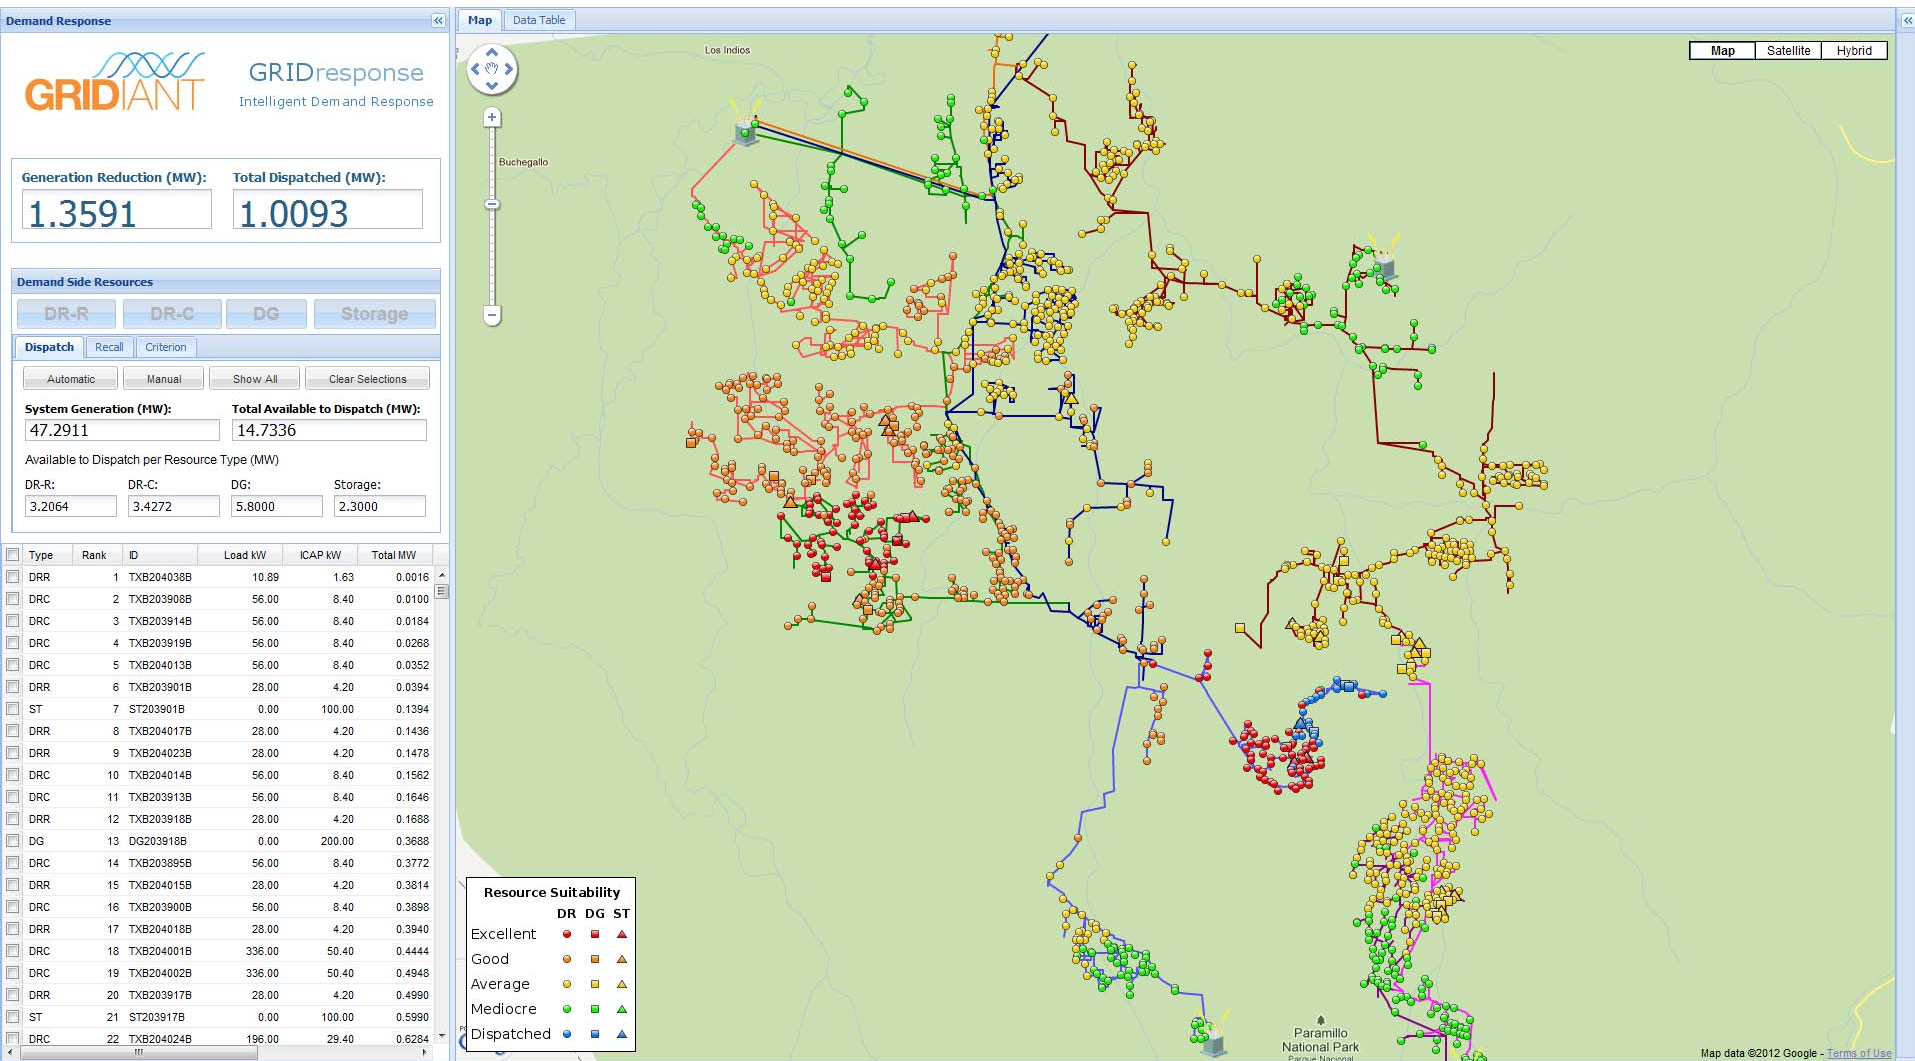 Demand Response
GRIDIANT
GRIDresponse
Intelligent Demand Response
Generation Reduction (MW): Total Dispatched (MW):
1.3591 1.0093
Demand Side Resources
DR-R DR-C DG Storage
Dispatch Recall Criterion
Automatic Manual Show All Clear Selections
System Generation (MW): Total Available to Dispatch (MW):
47.2911 14.7336
Available to Dispatch per Resource Type (MW)
DR-R: DR-C: DG: Storage:
3.2064 3.4272 5.8000 2.3000
Type Rank ID Load kW ICAP kW Total MW
DRR 1 TXB204038B 10.89 1.63 0.0016
DRC 2 TXB203908B 56.00 8.40 0.0100
DRC 3 TXB203914B 56.00 8.40 0.0184
DRC 4 TXB203919B 56.00 8.40 0.0268
DRC 5 TXB204013B 56.00 8.40 0.0352
DRR 6 TXB203901B 28.00 4.20 0.0394
ST 7 ST203901B 0.00 100.00 0.1394
DRR 8 TXB204017B 28.00 4.20 0.1436
DRR 9 TXB204023B 28.00 4.20 0.1478
DRC 10 TXB204014B 56.00 8.40 0.1562
DRC 11 TXB203913B 56.00 8.40 0.1646
DRR 12 TXB203918B 28.00 4.20 0.1688
DG 13 DG203918B 0.00 200.00 0.3688
DRC 14 TXB203895B 56.00 8.40 0.3772
DRR 15 TXB204015B 28.00 4.20 0.3814
DRC 16 TXB203900B 56.00 8.40 0.3898
DRR 17 TXB204018B 28.00 4.20 0.3940
DRC 18 TXB204001B 336.00 50.40 0.4444
DRC 19 TXB204002B 336.00 50.40 0.4948
DRR 20 TXB203917B 28.00 4.20 0.4990
ST 21 ST203917B 0.00 100.00 0.5990
DRC 22 TXB204024B 196.00 29.40 0.6284
Map Data Table
Los Indios
Buchegallo
Map Satellite Hybrid
Resource Suitability
DR DG ST
Excellent
Good
Average
Mediocre
Dispatched
Paramillo
National Park
Parque Nacional
Map data ©2012 Google - Terms of Use